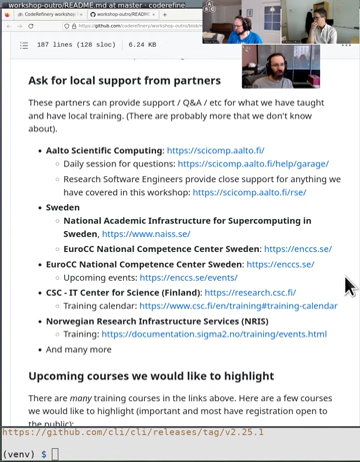 workshop-outro/README.md at master · coderefine
CodeRefinery workshop
workshop-outro/READM
187 lines (128 sloc)
6.24 KB
Ask for local support from partners
These partners can provide support / Q&A / etc for what we have taught
and have local training. (There are probably more that we don't know
about).
• Aalto Scientific Computing: https://scicomp.aalto.fi/
○ Daily session for questions: https://scicomp.aalto.fi/help/garage/
○ Research Software Engineers provide close support for anything we
have covered in this workshop: https://scicomp.aalto.fi/rse/
• Sweden
○ National Academic Infrastructure for Supercomputing in
Sweden, https://www.naiss.se/
○ EuroCC National Competence Center Sweden: https://enccs.se/
• EuroCC National Competence Center Sweden: https://enccs.se/
○ Upcoming events: https://enccs.se/events/
• CSC - IT Center for Science (Finland): https://research.csc.fi/
○ Training calendar: https://www.csc.fi/en/training#training-calendar
• Norwegian Research Infrastructure Services (NRIS)
○ Training: https://documentation.sigma2.no/training/events.html
• And many more
Upcoming courses we would like to highlight
There are many training courses in the links above. Here are a few courses
we would like to highlight (important and most have registration open to
the public):
https://github.com/cli/cli/releases/tag/v2.25.1
(venv) $